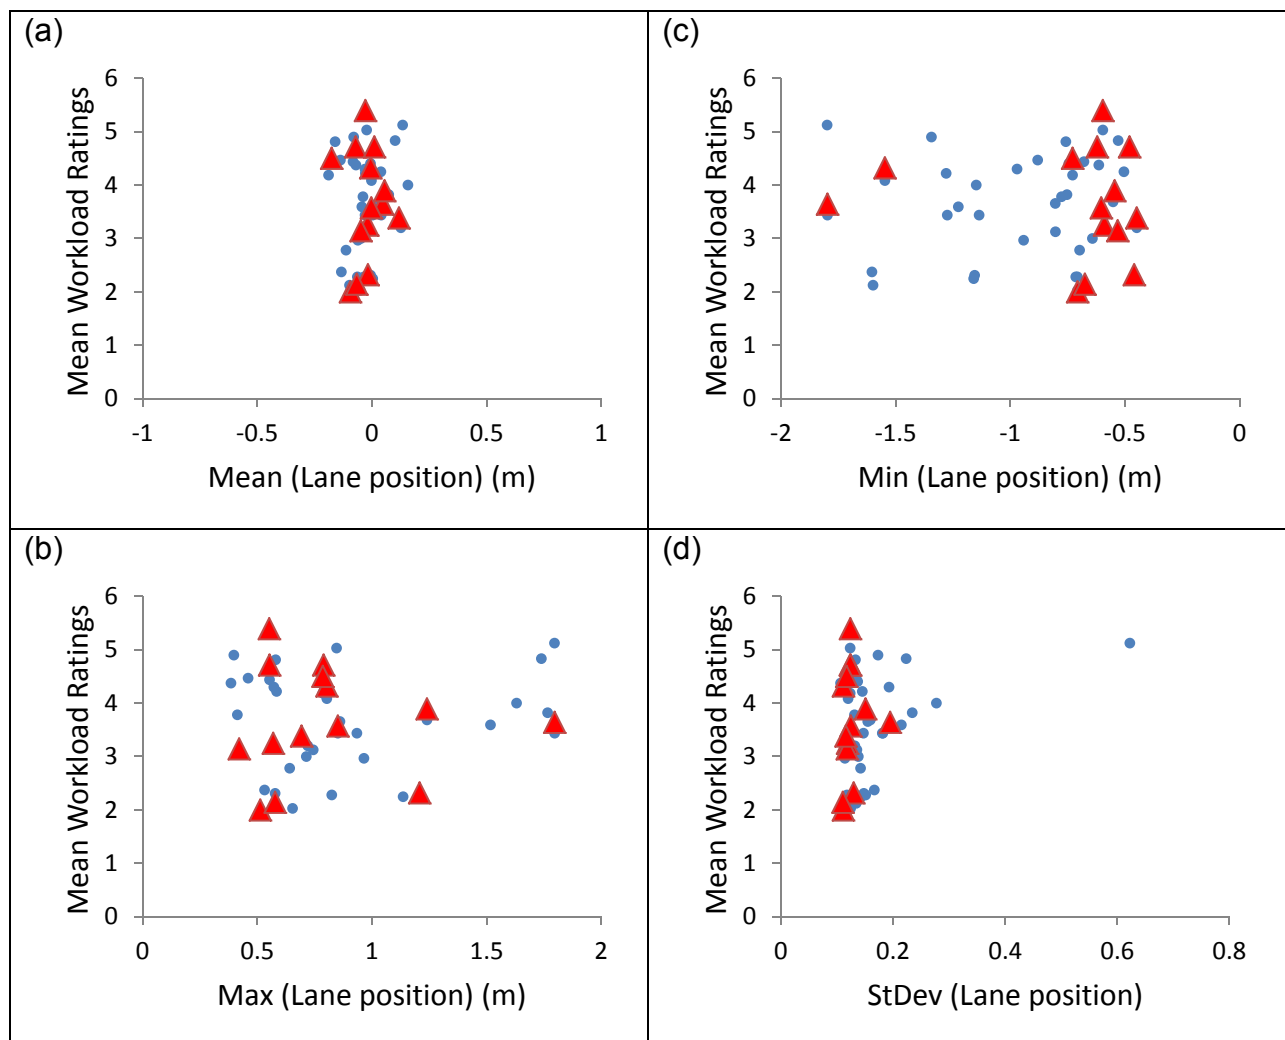 (a)
Mean Workload Ratings
6
5
4
3
2
1
0
-1 -0.5 0 0.5 1
Mean (Lane position) (m)
(c)
Mean Workload Ratings
6
5
4
3
2
1
0
-2 -1.5 -1 -0.5 0
Min (Lane position) (m)
(b)
Mean Workload Ratings
6
5
4
3
2
1
0
0 0.5 1 1.5 2
Max (Lane position) (m)
(d)
Mean Workload Ratings
6
5
4
3
2
1
0
0 0.2 0.4 0.6 0.8
StDev (Lane position)